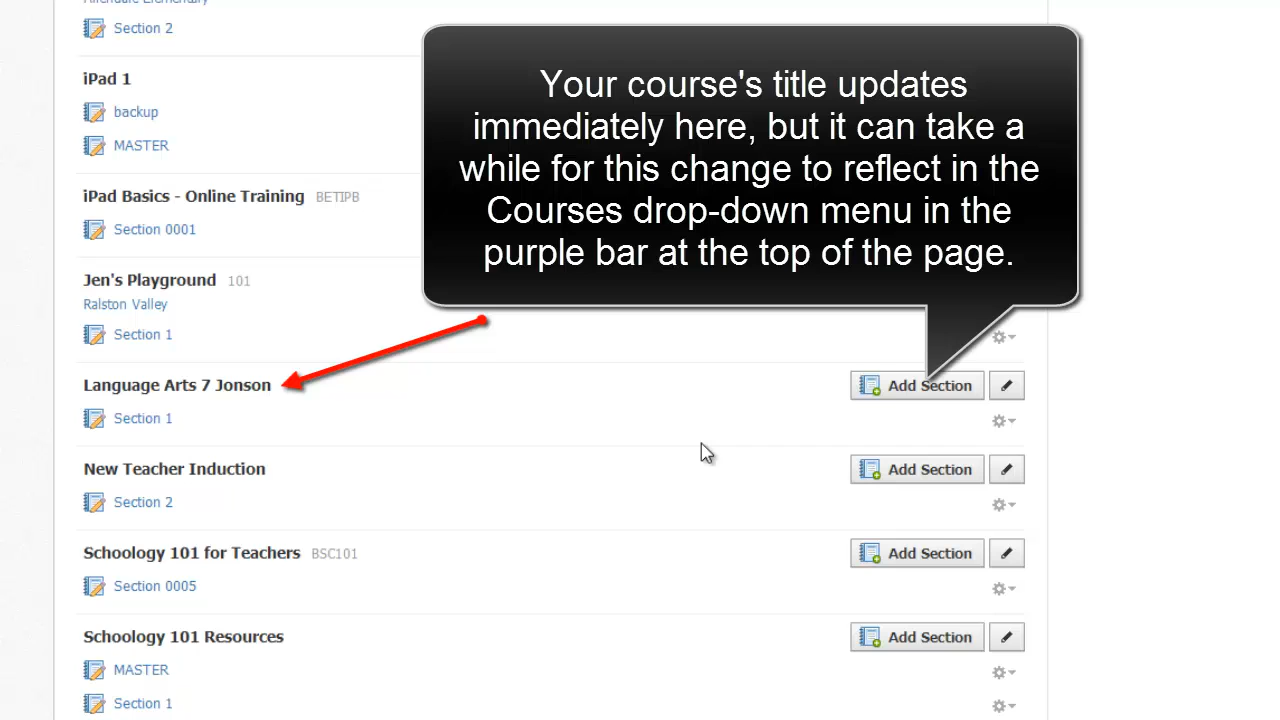 Allendale Elementary
Section 2
iPad 1
backup
MASTER
iPad Basics - Online Training BETIPB
Section 0001
Jen's Playground 101
Ralston Valley
Section 1
Your course's title updates
immediately here, but it can take a
while for this change to reflect in the
Courses drop-down menu in the
purple bar at the top of the page.
Language Arts 7 Jonson Add Section
Section 1
New Teacher Induction Add Section
Section 2
Schoology 101 for Teachers BSC101 Add Section
Section 0005
Schoology 101 Resources Add Section
MASTER
Section 1